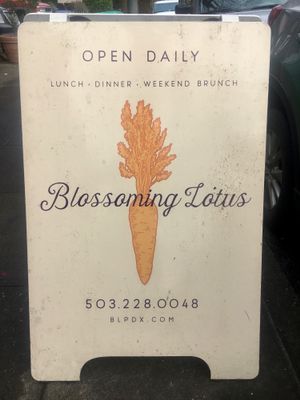 OPEN DAILY
LUNCH · DINNER · WEEKEND BRUNCH
Blossoming Lotus
503.228.0048
BLPDX.COM